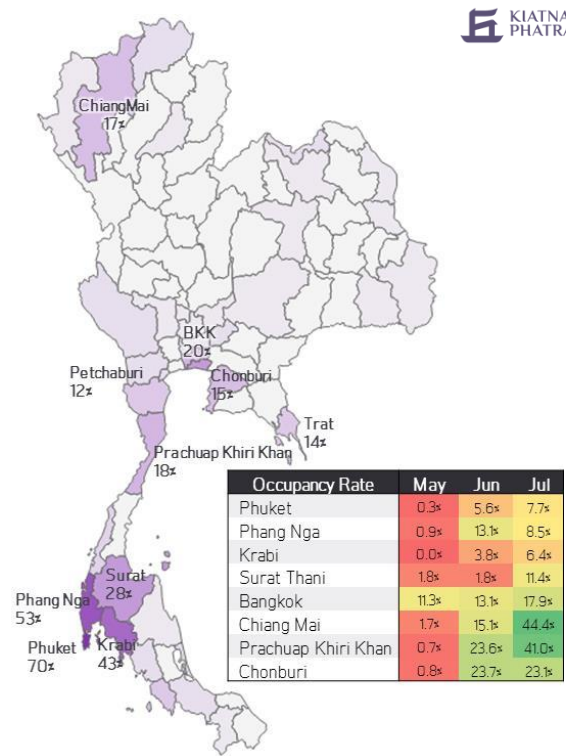 KIATNA
PHATRA
ChiangMai
17%
BKK
20%
Petchaburi
12%
Chonburi
15%
Trat
14%
Prachuap Khiri Khan
18%
Surat
28%
Phang Nga
53%
Krabi
43%
Phuket
70%
Occupancy Rate May Jun Jul
Phuket 0.3% 5.6% 7.7%
Phang Nga 0.9% 13.1% 8.5%
Krabi 0.0% 3.8% 6.4%
Surat Thani 1.8% 1.8% 11.4%
Bangkok 11.3% 13.1% 17.9%
Chiang Mai 1.7% 15.1% 44.4%
Prachuap Khiri Khan 0.7% 23.6% 41.0%
Chonburi 0.8% 23.7% 23.1%